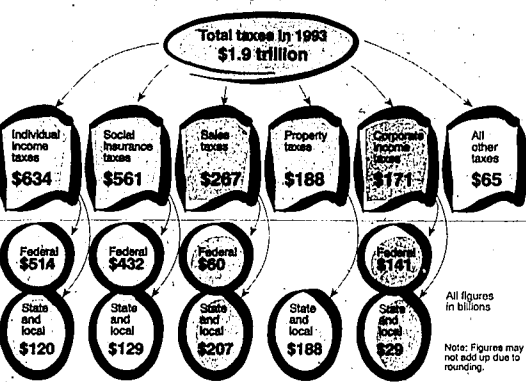 Total taxes in 1993
$1.9 trillion
Individual
income
taxes
$634
Social
insurance
taxes
$561
Sales
taxes
$267
Property
taxes
$188
Corporate
income
taxes
$171
All
other
taxes
$65
Federal
$514
Federal
$432
Federal
$60
Federal
$141
State
and
local
$120
State
and
local
$129
State
and
local
$207
State
and
local
$188
State
and
local
$29
All figures
in billions
Note: Figures may
not add up due to
rounding.